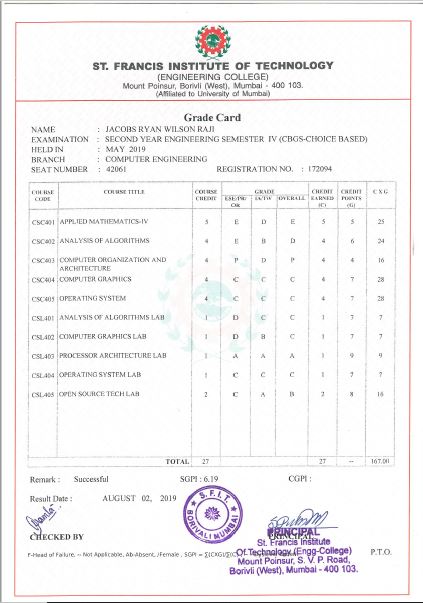 ST. FRANCIS INSTITUTE OF TECHNOLOGY
(ENGINEERING COLLEGE)
Mount Poinsur, Borivli (West), Mumbai - 400 103.
(Affiliated to University of Mumbai)
Grade Card
NAME : JACOBS RYAN WILSON RAJI
EXAMINATION : SECOND YEAR ENGINEERING SEMESTER IV (CBGS-CHOICE BASED)
HELD IN : MAY 2019
BRANCH : COMPUTER ENGINEERING
SEAT NUMBER : 42061 REGISTRATION NO. : 172094
COURSE CODE COURSE TITLE COURSE CREDIT GRADE ESE/PR/OR IA/TW OVERALL CREDIT EARNED (C) CREDIT POINTS (G) C X G
CSC401 APPLIED MATHEMATICS-IV 5 E D E 5 5 25
CSC402 ANALYSIS OF ALGORITHMS 4 E B D 4 6 24
CSC403 COMPUTER ORGANIZATION AND ARCHITECTURE 4 P D P 4 4 16
CSC404 COMPUTER GRAPHICS 4 C C C 4 7 28
CSC405 OPERATING SYSTEM 4 C C C 4 7 28
CSL401 ANALYSIS OF ALGORITHMS LAB 1 D C C 1 7 7
CSL402 COMPUTER GRAPHICS LAB 1 D B C 1 7 7
CSL403 PROCESSOR ARCHITECTURE LAB 1 A A A 1 9 9
CSL404 OPERATING SYSTEM LAB 1 C C C 1 7 7
CSL405 OPEN SOURCE TECH LAB 2 C A B 2 8 16
TOTAL 27 27 -- 167.00
Remark : Successful SGPI : 6.19 CGPI :
Result Date : AUGUST 02, 2019
S.F.I.T.
BORIVALI MUMBAI
CHECKED BY
PRINCIPAL
St. Francis Institute
Of Technology (Engg-College)
Mount Poinsur, S. V. P. Road,
Borivli (West), Mumbai - 400 103.
F-Head of Failure, -- Not Applicable, Ab-Absent, /Female , SGPI =
P.T.O.